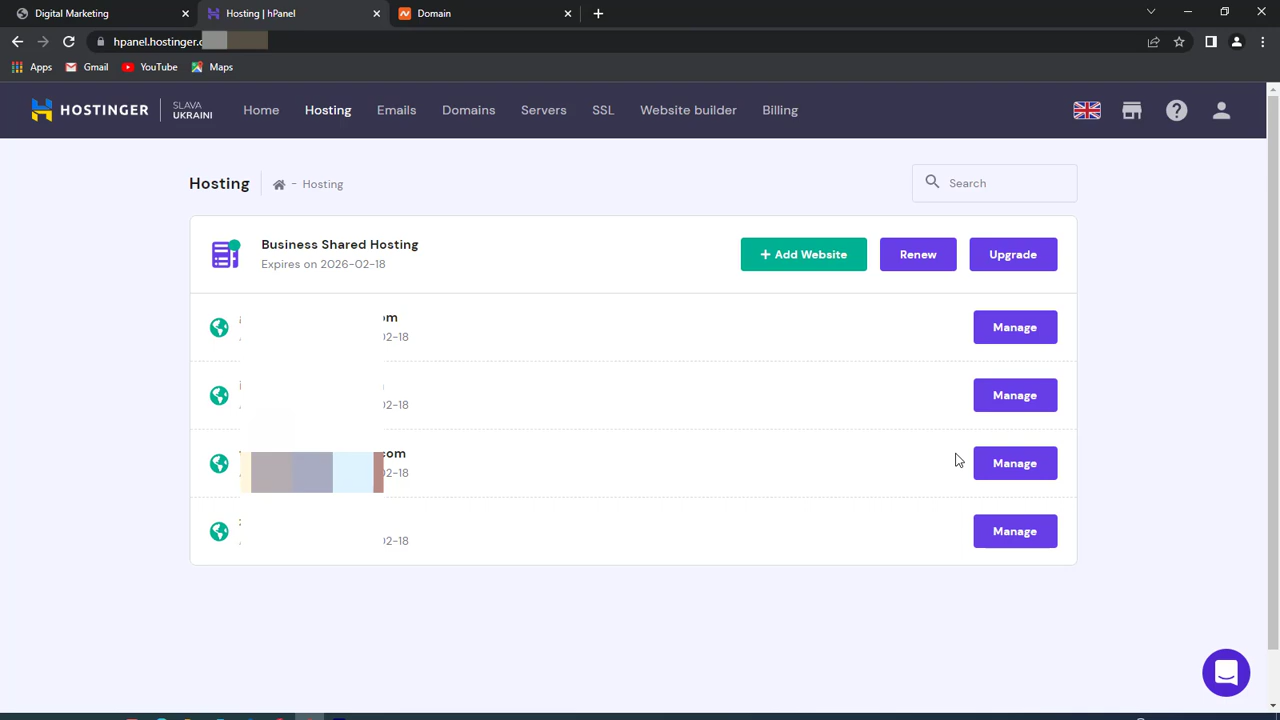 Digital Marketing
Hosting | hPanel
Domain
hpanel.hostinger.
Apps
Gmail
YouTube
Maps
HOSTINGER
SLAVA
UKRAINI
Home
Hosting
Emails
Domains
Servers
SSL
Website builder
Billing
Hosting
- Hosting
Search
Business Shared Hosting
Expires on 2026-02-18
+ Add Website
Renew
Upgrade
om
02-18
Manage
02-18
Manage
.com
02-18
Manage
02-18
Manage